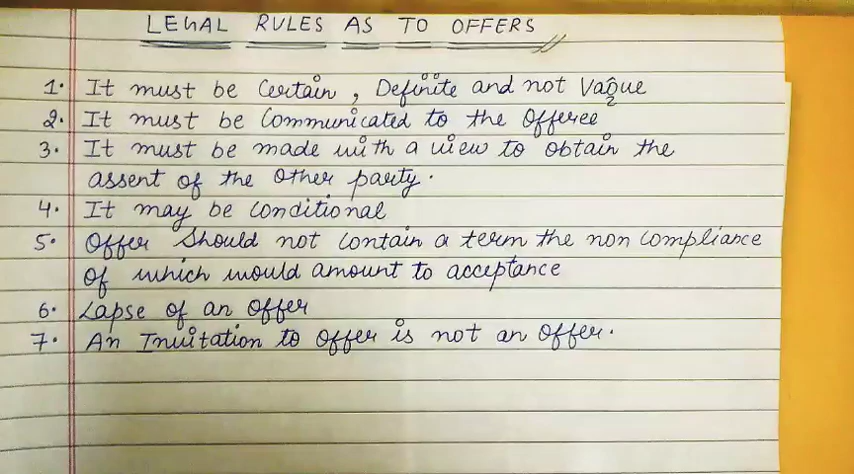 LEGAL RULES AS TO OFFERS
1. It must be Certain, Definite and not Vague
2. It must be Communicated to the Offeree
3. It must be made with a view to obtain the
assent of the Other party.
4. It may be Conditional
5. Offer Should not Contain a term the non Compliance
of which would amount to acceptance
6. Lapse of an Offer
7. An Invitation to Offer is not an Offer.